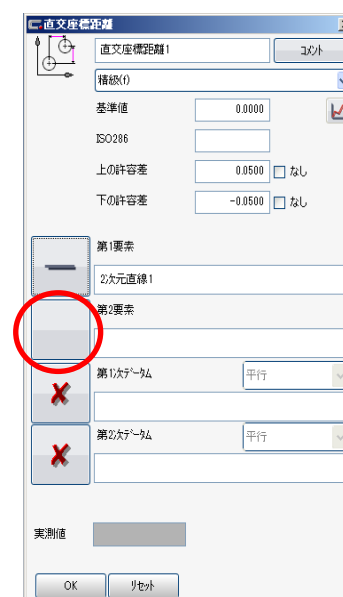 直交座標距離
直交座標距離1
コメント
精級(f)
基準値
0.0000
ISO286
上の許容差
0.0500
なし
下の許容差
-0.0500
なし
第1要素
2次元直線1
第2要素
第1次データム
平行
第2次データム
平行
実測値
OK
リセット